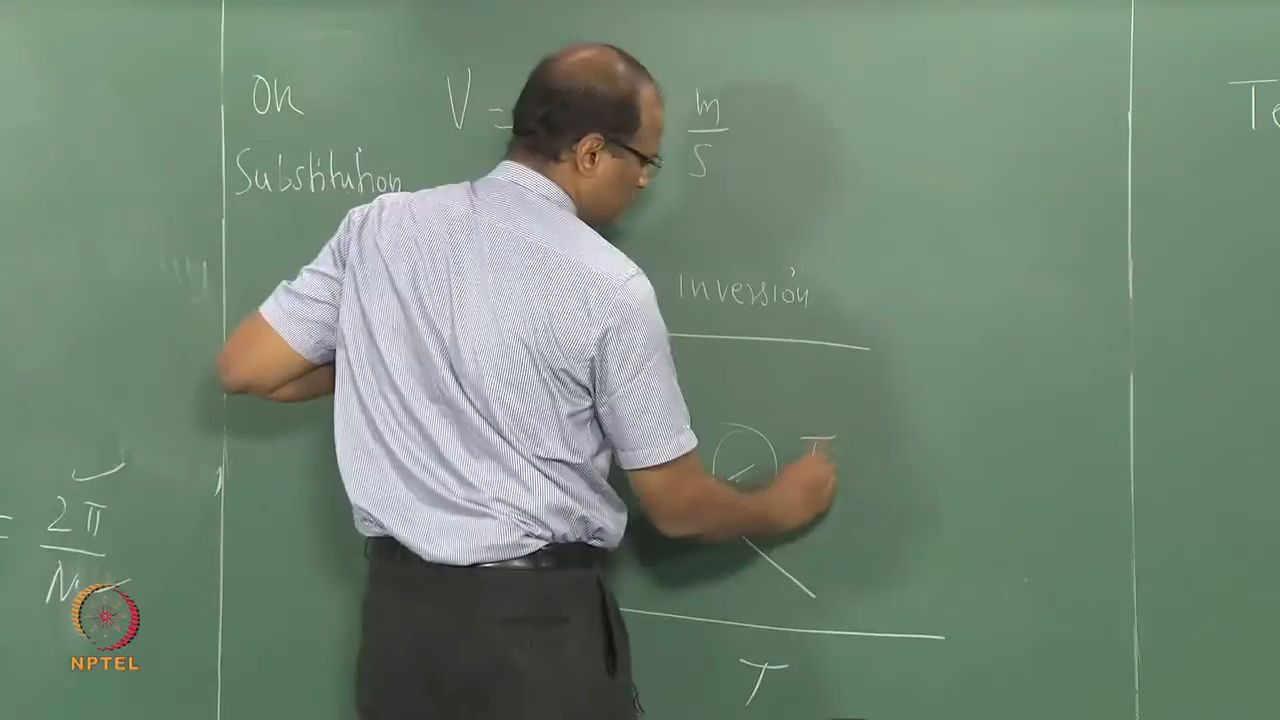 On V =
m
s
Substitution
inversion
= 2π
N
T
T
Te
NPTEL